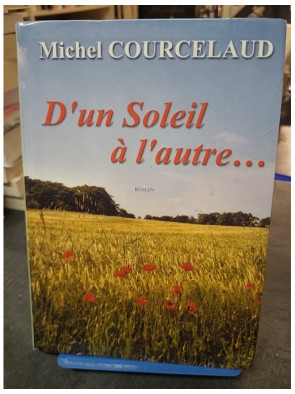 Michel COURCELAUD
D'un Soleil
à l'autre...
ROMAN